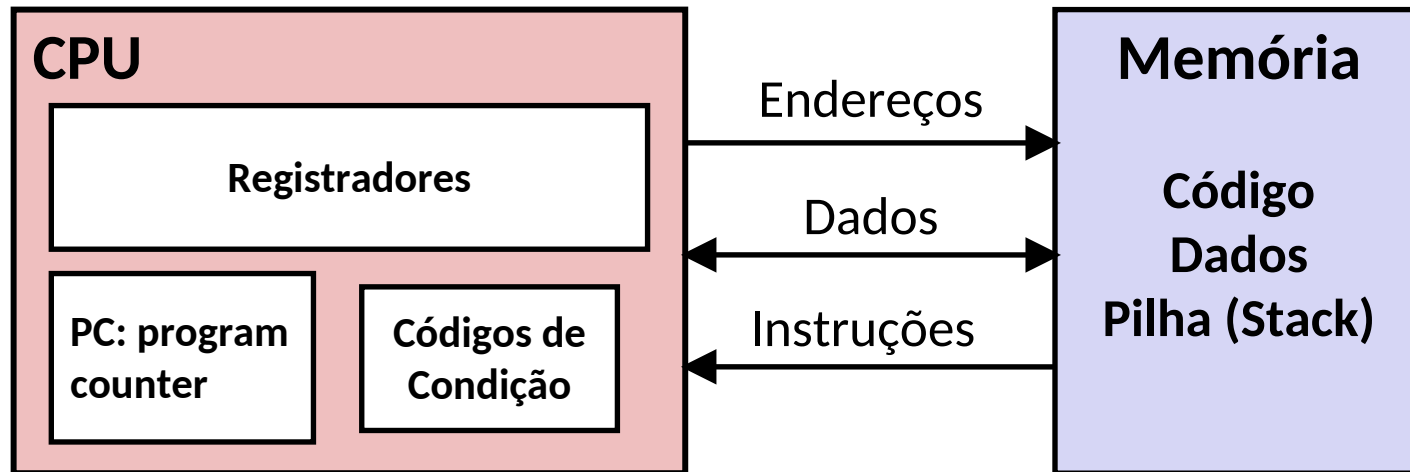 CPU
Registradores
PC: program
counter
Códigos de
Condição
Endereços
Dados
Instruções
Memória
Código
Dados
Pilha (Stack)